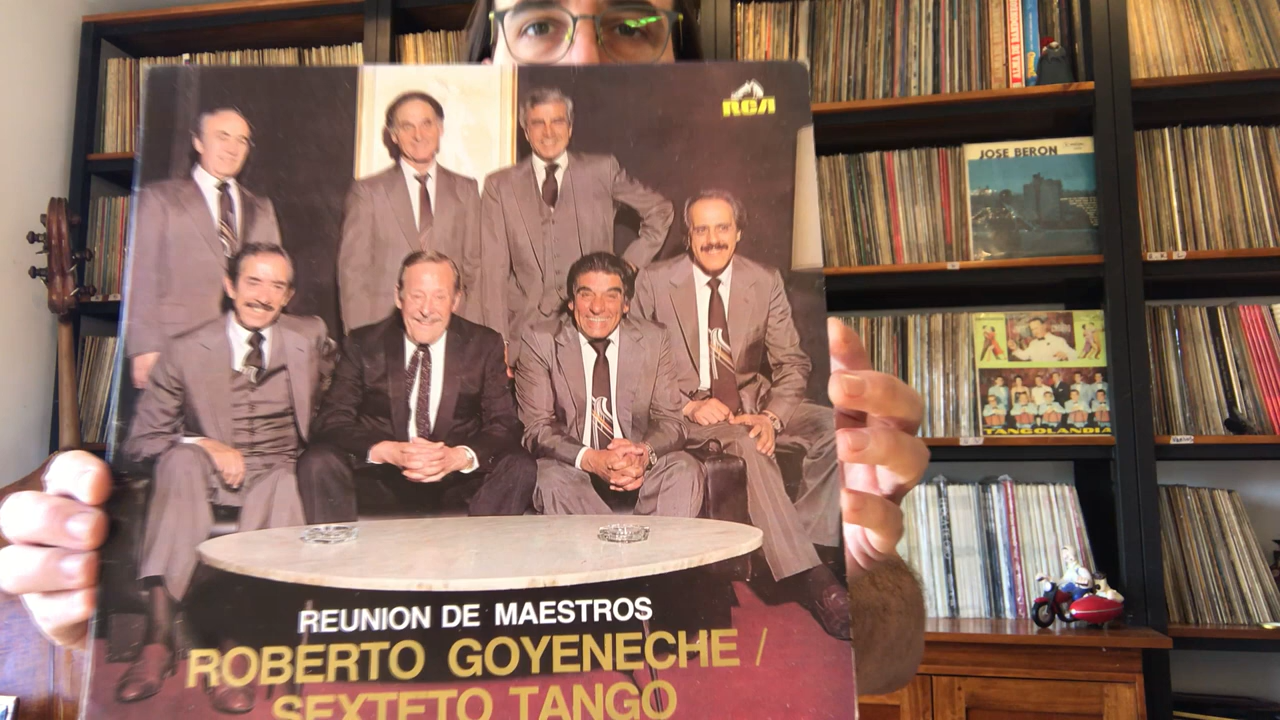 RCA
REUNION DE MAESTROS
ROBERTO GOYENECHE /
SEXTETO TANGO
JOSE BERON
TANGOLANDIA